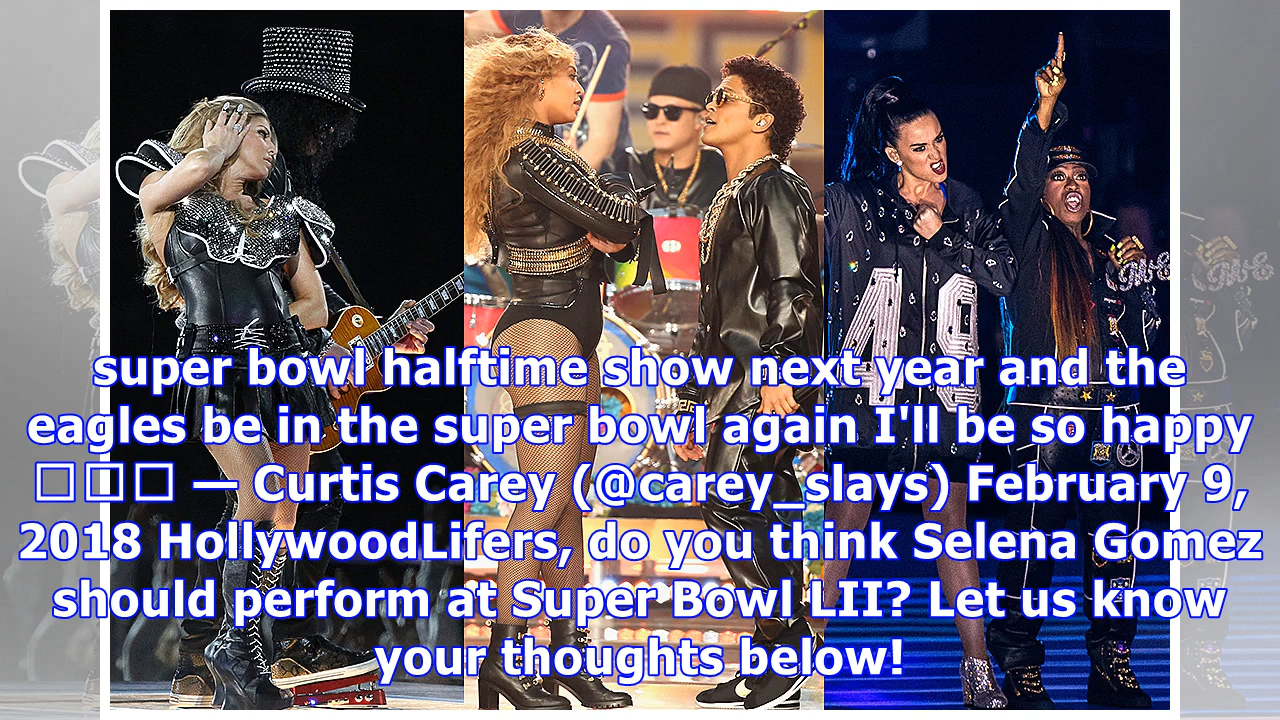 super bowl halftime show next year and the
eagles be in the super bowl again I'll be so happy
□□□ — Curtis Carey (@carey_slays) February 9,
2018 HollywoodLifers, do you think Selena Gomez
should perform at Super Bowl LII? Let us know
your thoughts below!